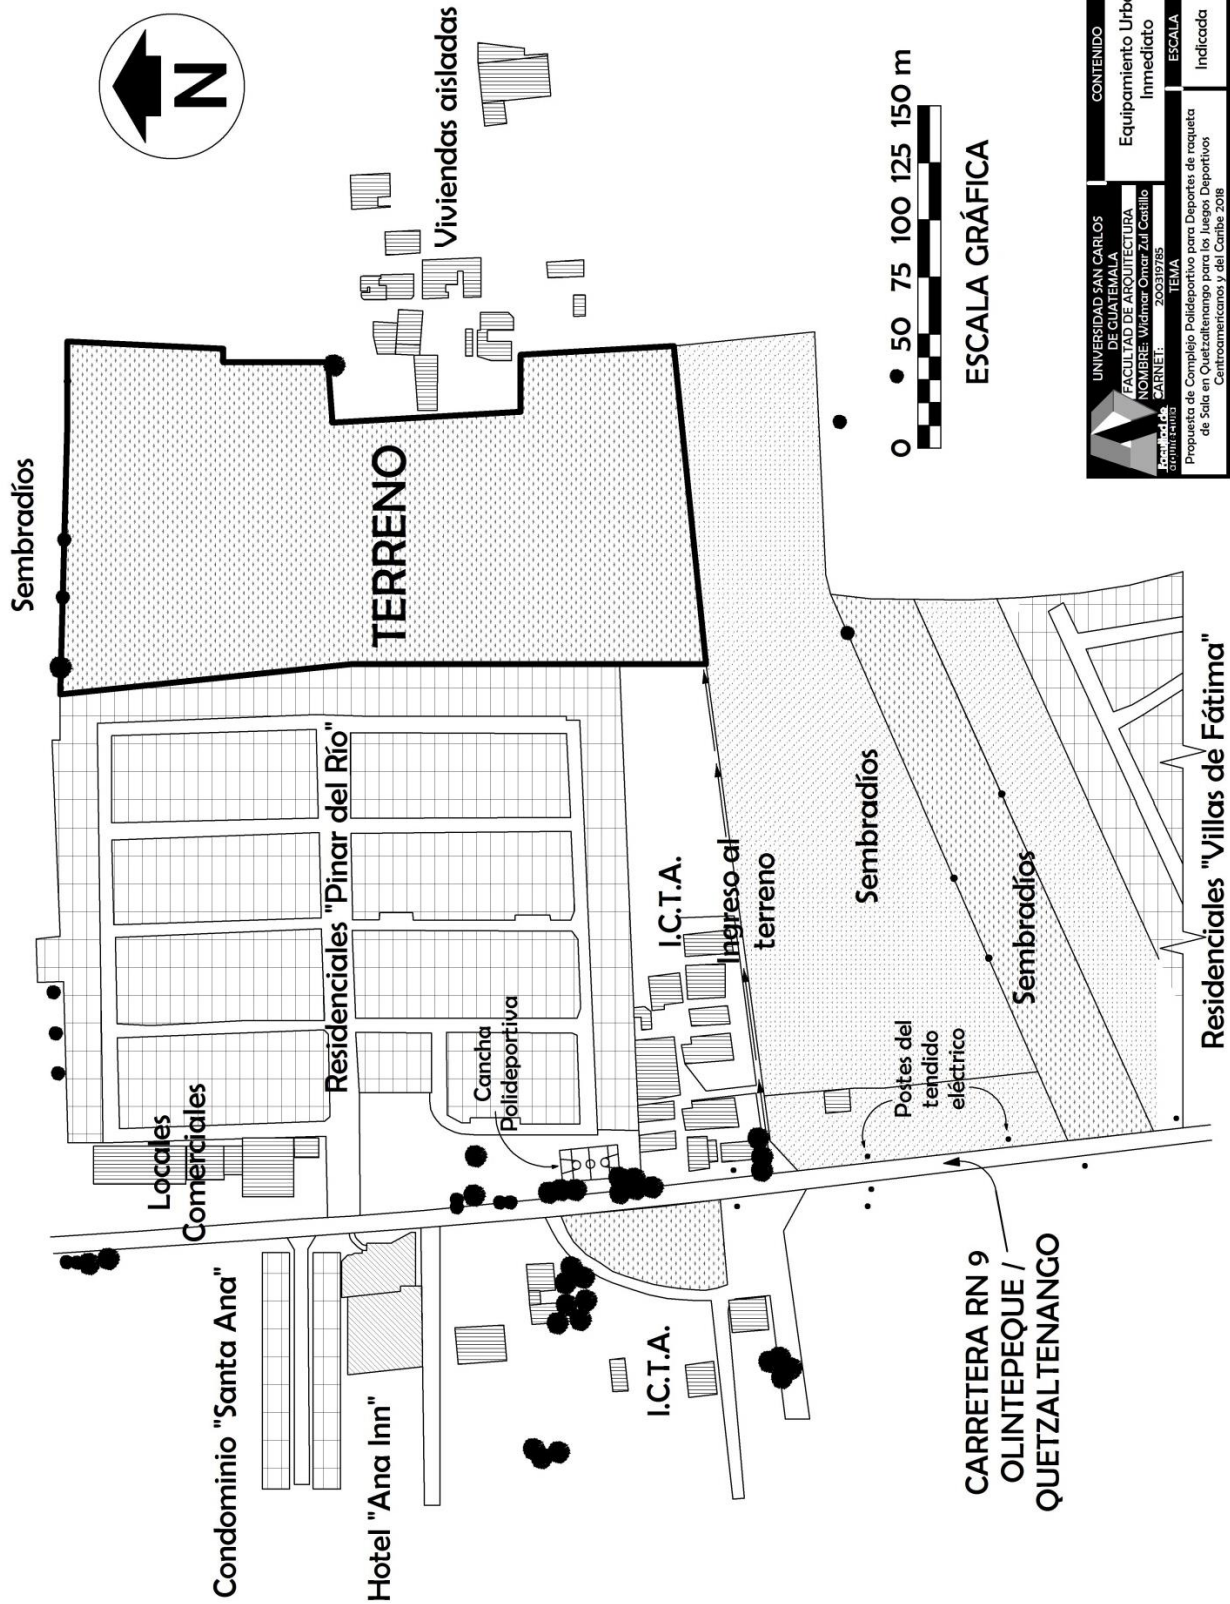 Sembradíos
N
Viviendas aisladas
TERRENO
Locales
Comerciales
Condominio "Santa Ana"
Residenciales "Pinar del Río"
Hotel "Ana Inn"
Cancha
Polideportiva
I.C.T.A.
I.C.T.A.
Ingreso al
terreno
Sembradíos
Postes del
tendido
eléctrico
Sembradíos
CARRETERA RN 9
OLINTEPEQUE /
QUETZALTENANGO
Residenciales "Villas de Fátima"
0 50 75 100 125 150 m
ESCALA GRÁFICA
UNIVERSIDAD SAN CARLOS
DE GUATEMALA
FACULTAD DE ARQUITECTURA
NOMBRE: Widmar Omar Zul Castillo
CARNET: 200319785
Facultad de
arquitectura
CONTENIDO
Equipamiento Urb
Inmediato
TEMA
Propuesta de Complejo Polideportivo para Deportes de raqueta
de Sala en Quetzaltenango para los Juegos Deportivos
Centroamericanos y del Caribe 2018
ESCALA
Indicada